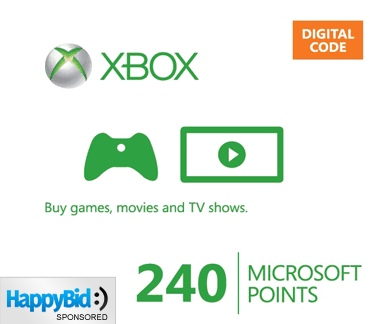 DIGITAL
CODE
XBOX
Buy games, movies and TV shows.
HappyBid:)
SPONSORED
240
MICROSOFT
POINTS